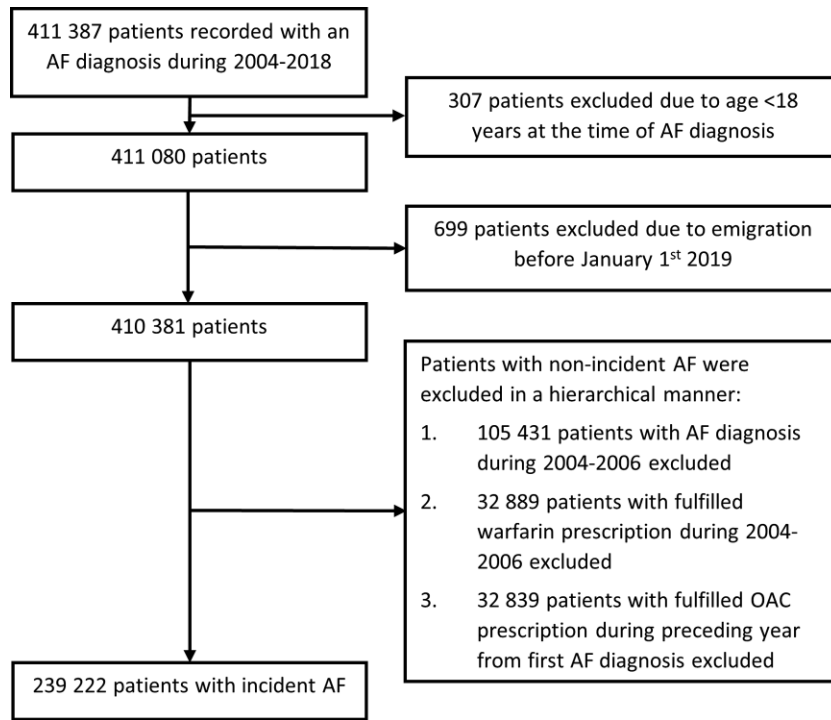 411 387 patients recorded with an
AF diagnosis during 2004-2018
307 patients excluded due to age <18
years at the time of AF diagnosis
411 080 patients
699 patients excluded due to emigration
before January 1st 2019
410 381 patients
Patients with non-incident AF were
excluded in a hierarchical manner:
1. 105 431 patients with AF diagnosis
during 2004-2006 excluded
2. 32 889 patients with fulfilled
warfarin prescription during 2004-
2006 excluded
3. 32 839 patients with fulfilled OAC
prescription during preceding year
from first AF diagnosis excluded
239 222 patients with incident AF